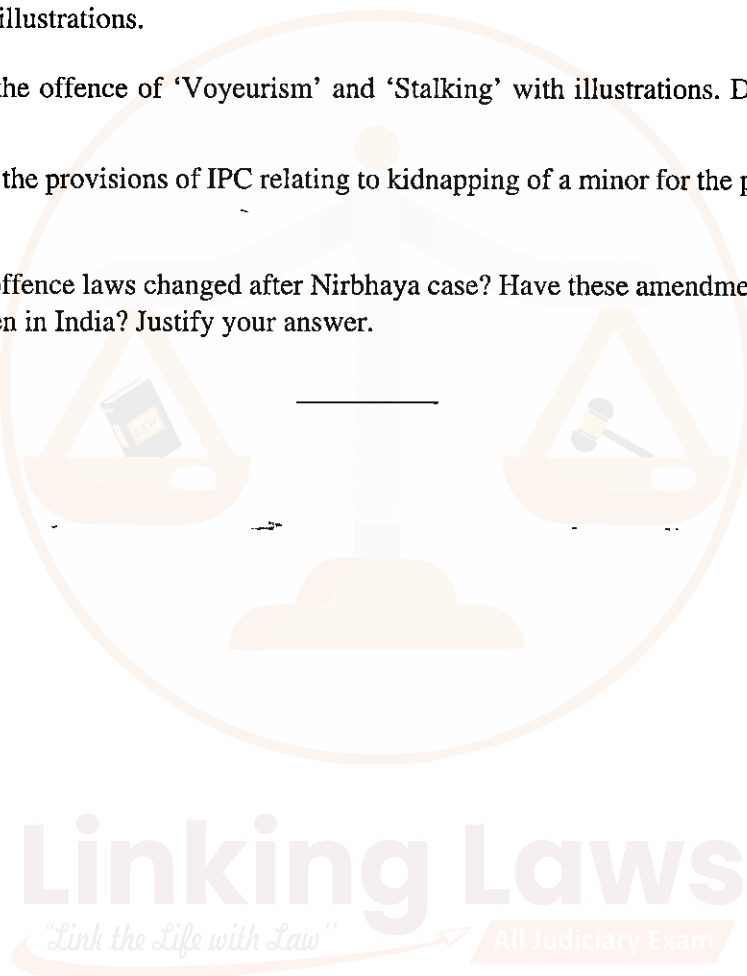 illustrations.
the offence of ‘Voyeurism’ and ‘Stalking’ with illustrations. D
the provisions of IPC relating to kidnapping of a minor for the p
offence laws changed after Nirbhaya case? Have these amendme
en in India? Justify your answer.
LAW
Linking Laws
"Link the Life with Law"
All Judiciary Exam